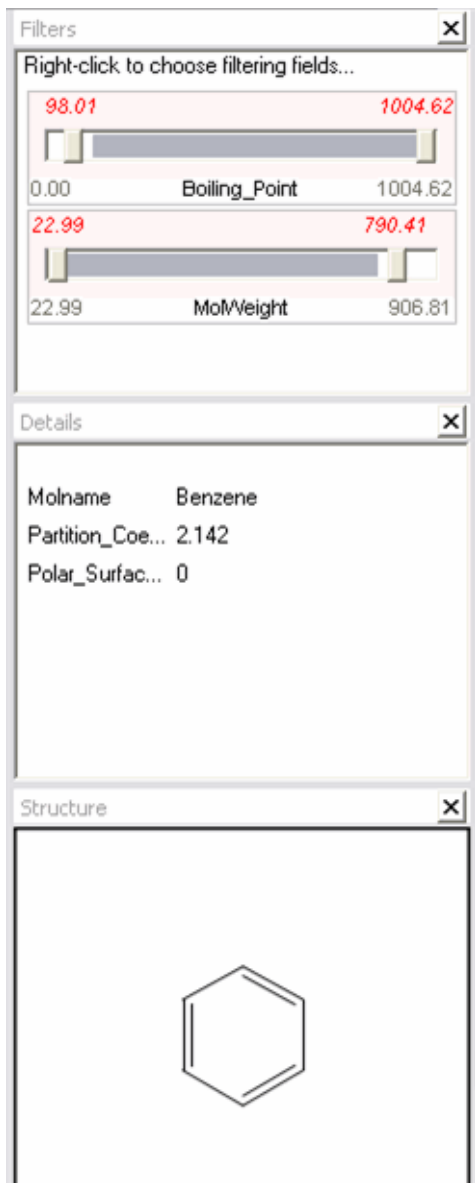 Filters
Right-click to choose filtering fields...
98.01 1004.62
0.00 Boiling_Point 1004.62
22.99 790.41
22.99 MolWeight 906.81
Details
Molname Benzene
Partition_Coe... 2.142
Polar_Surfac... 0
Structure